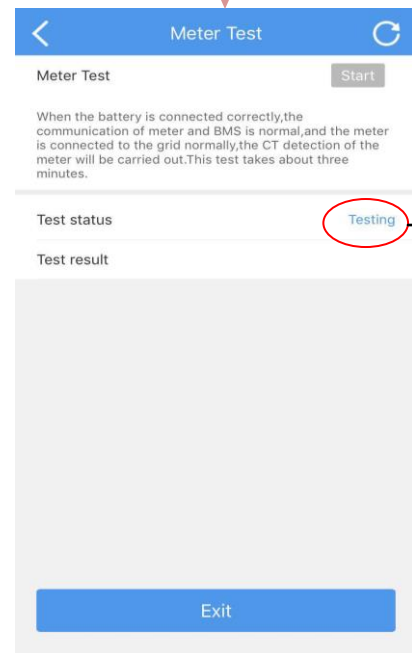 Meter Test
Meter Test Start
When the battery is connected correctly,the
communication of meter and BMS is normal,and the meter
is connected to the grid normally,the CT detection of the
meter will be carried out.This test takes about three
minutes.
Test status Testing
Test result
Exit